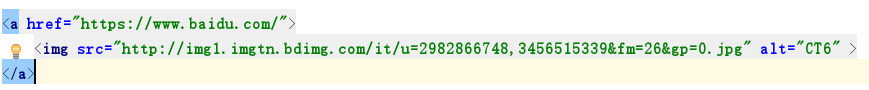 <a href="https://www.baidu.com/">
<img src="http://img1.imgtn.bdimg.com/it/u=2982866748,3456515339&fm=26&gp=0.jpg" alt="CT6" >
</a>